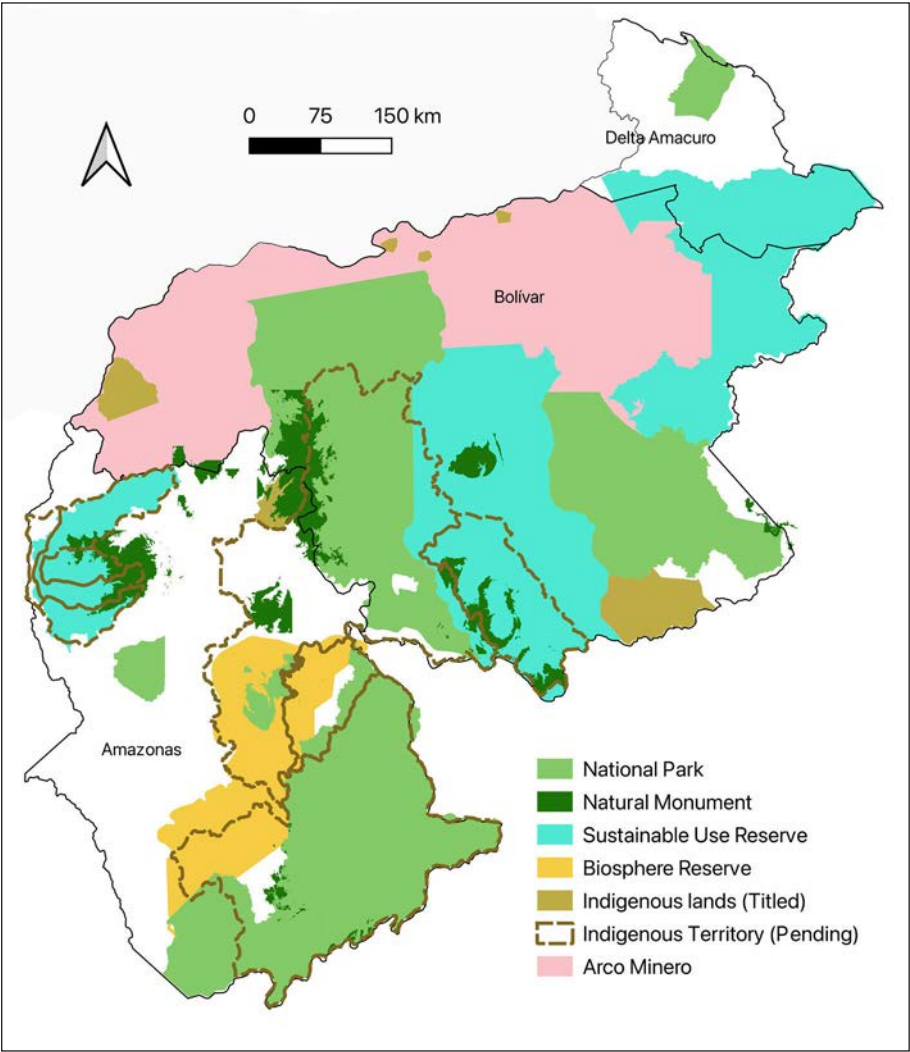 0 75 150 km
Delta Amacuro
Bolívar
Amazonas
National Park
Natural Monument
Sustainable Use Reserve
Biosphere Reserve
Indigenous lands (Titled)
Indigenous Territory (Pending)
Arco Minero